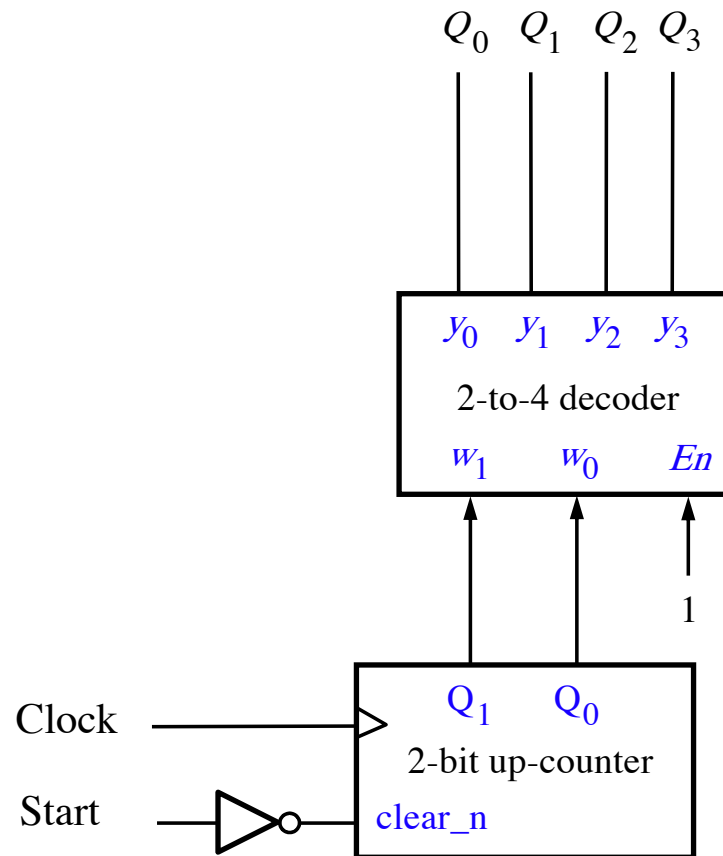 Q0 Q1 Q2 Q3
y0 y1 y2 y3
2-to-4 decoder
w1 w0 En
1
Q1 Q0
Clock
2-bit up-counter
Start
clear_n